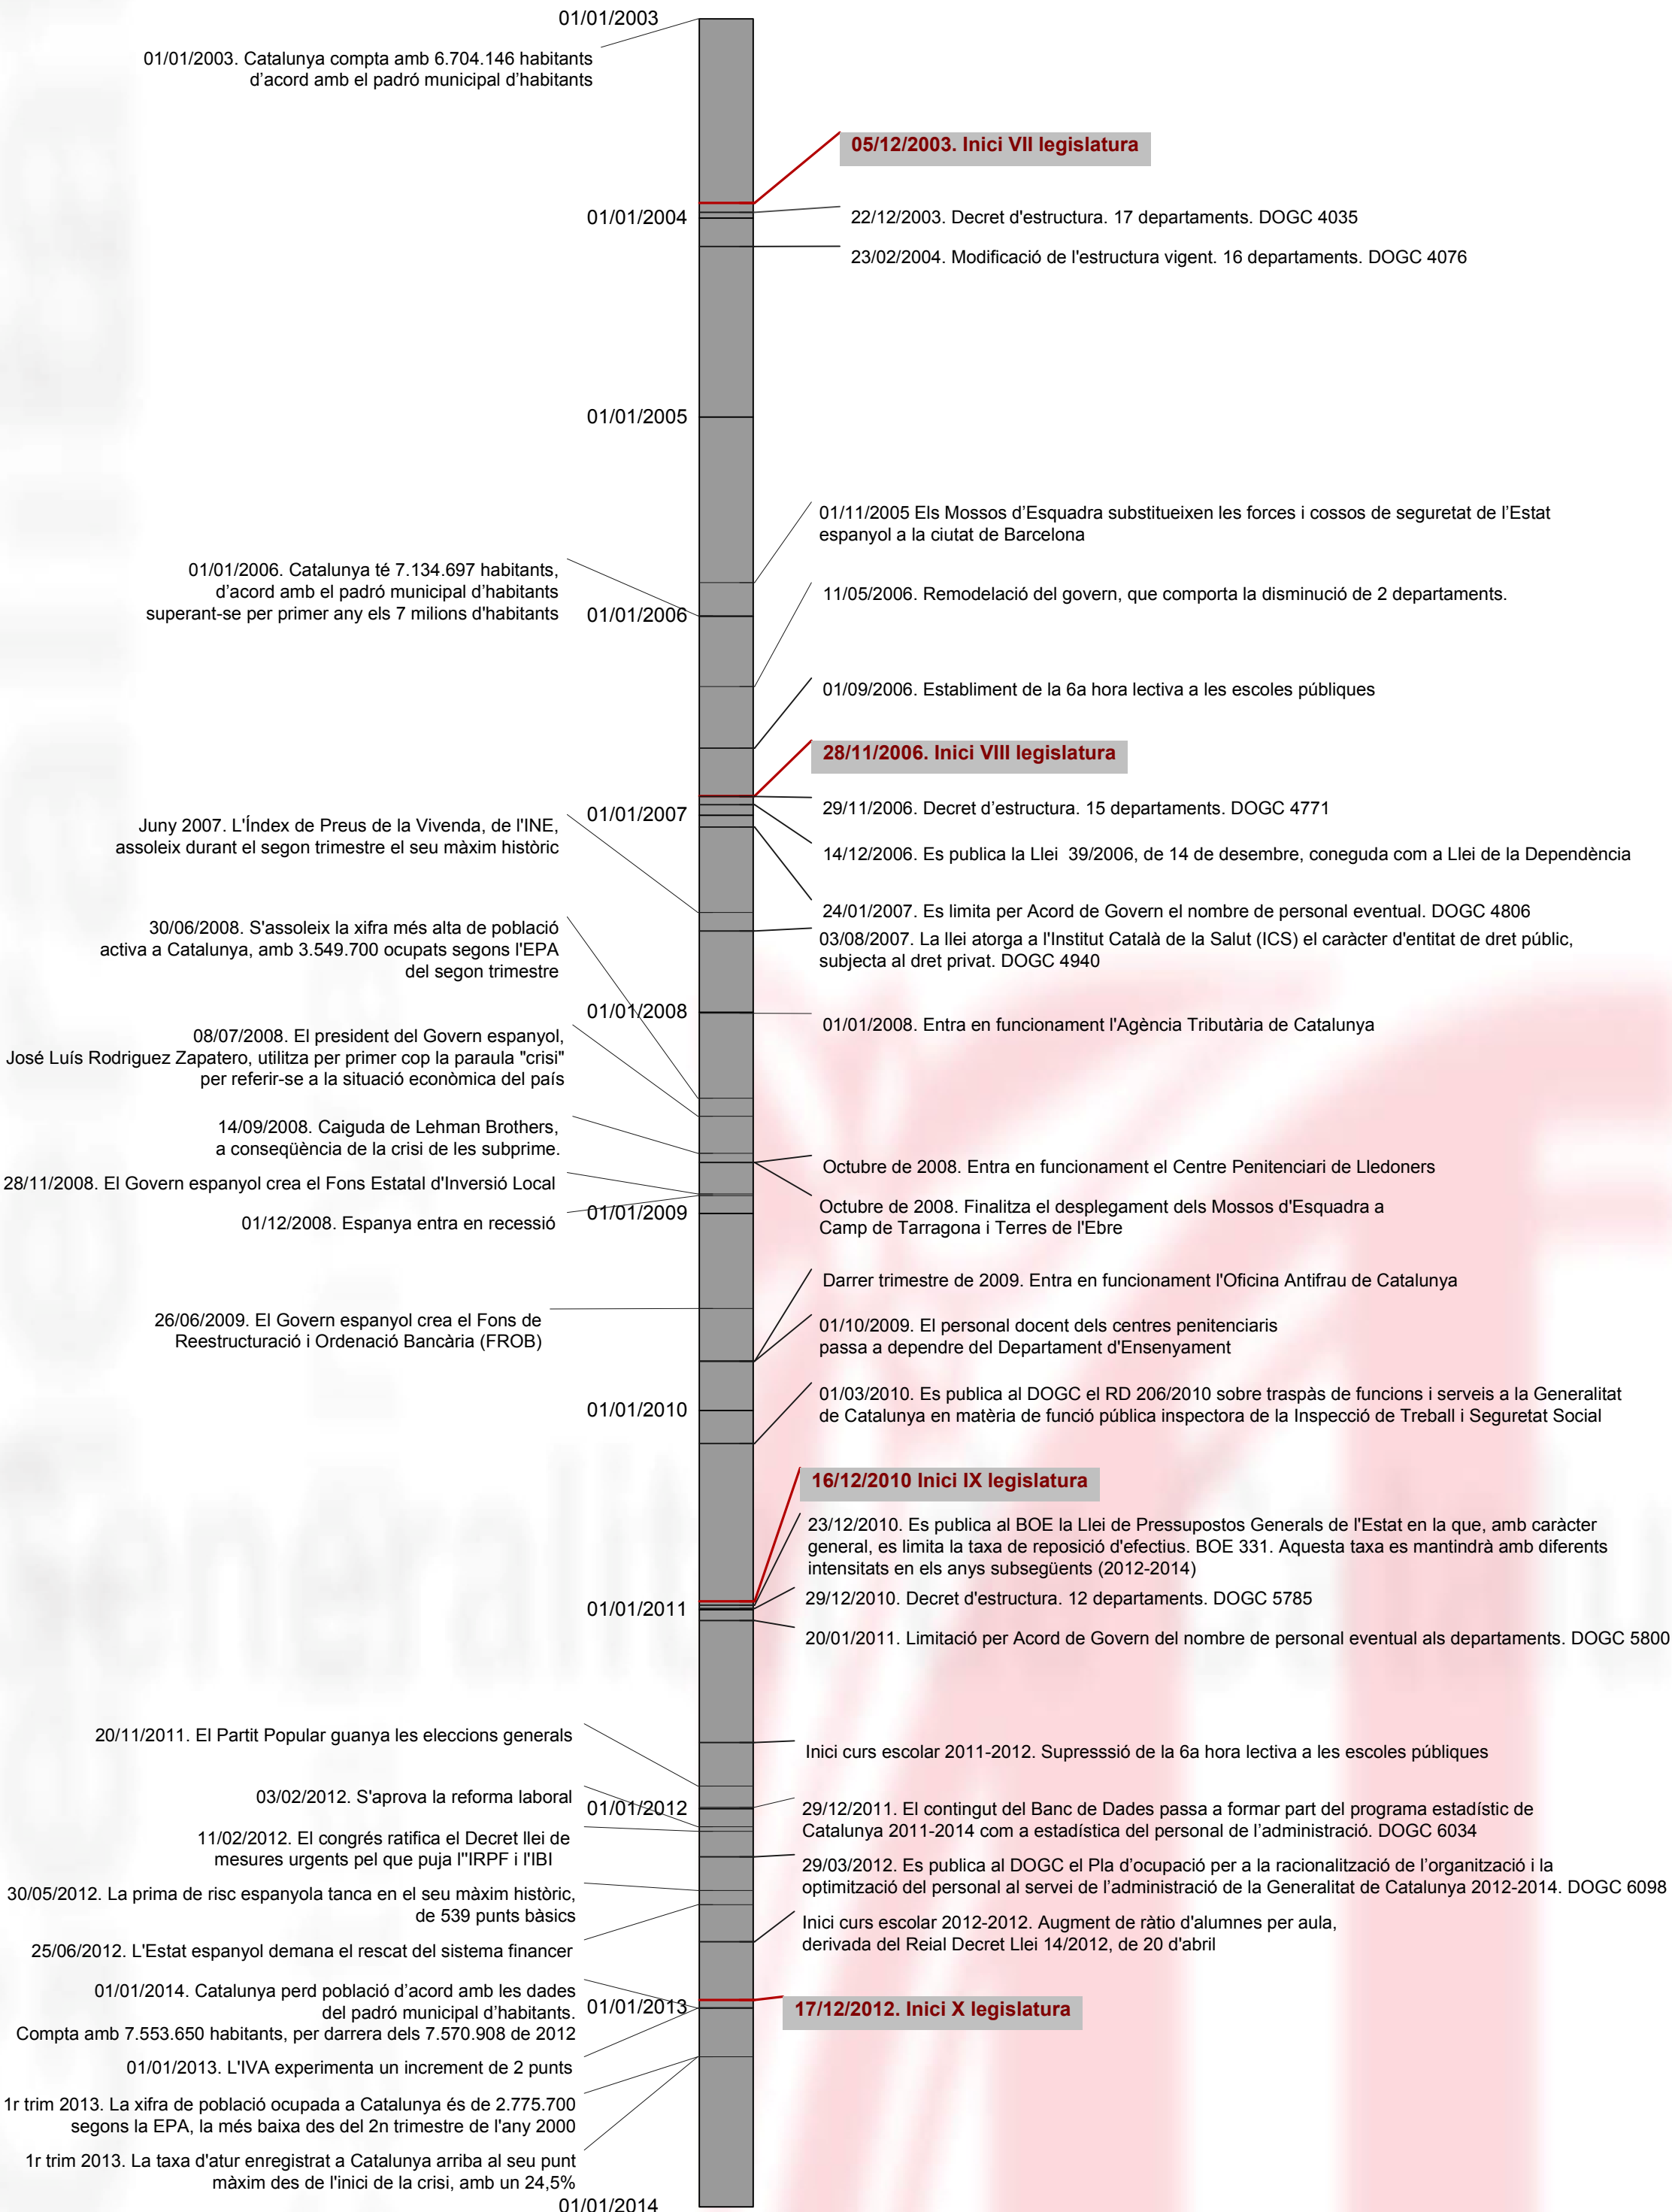 01/01/2003
01/01/2003. Catalunya compta amb 6.704.146 habitants
d’acord amb el padró municipal d’habitants
05/12/2003. Inici VII legislatura
01/01/2004
22/12/2003. Decret d'estructura. 17 departaments. DOGC 4035
23/02/2004. Modificació de l'estructura vigent. 16 departaments. DOGC 4076
01/01/2005
01/11/2005 Els Mossos d’Esquadra substitueixen les forces i cossos de seguretat de l’Estat
espanyol a la ciutat de Barcelona
01/01/2006. Catalunya té 7.134.697 habitants,
d’acord amb el padró municipal d’habitants
superant-se per primer any els 7 milions d'habitants
01/01/2006
11/05/2006. Remodelació del govern, que comporta la disminució de 2 departaments.
01/09/2006. Establiment de la 6a hora lectiva a les escoles públiques
28/11/2006. Inici VIII legislatura
01/01/2007
29/11/2006. Decret d’estructura. 15 departaments. DOGC 4771
Juny 2007. L'Índex de Preus de la Vivenda, de l'INE,
assoleix durant el segon trimestre el seu màxim històric
14/12/2006. Es publica la Llei  39/2006, de 14 de desembre, coneguda com a Llei de la Dependència
24/01/2007. Es limita per Acord de Govern el nombre de personal eventual. DOGC 4806
30/06/2008. S'assoleix la xifra més alta de població
activa a Catalunya, amb 3.549.700 ocupats segons l'EPA
del segon trimestre
03/08/2007. La llei atorga a l'Institut Català de la Salut (ICS) el caràcter d'entitat de dret públic,
subjecta al dret privat. DOGC 4940
01/01/2008
01/01/2008. Entra en funcionament l'Agència Tributària de Catalunya
08/07/2008. El president del Govern espanyol,
José Luís Rodriguez Zapatero, utilitza per primer cop la paraula "crisi"
per referir-se a la situació econòmica del país
14/09/2008. Caiguda de Lehman Brothers,
a conseqüència de la crisi de les subprime.
Octubre de 2008. Entra en funcionament el Centre Penitenciari de Lledoners
28/11/2008. El Govern espanyol crea el Fons Estatal d'Inversió Local
01/12/2008. Espanya entra en recessió
01/01/2009
Octubre de 2008. Finalitza el desplegament dels Mossos d'Esquadra a
Camp de Tarragona i Terres de l'Ebre
Darrer trimestre de 2009. Entra en funcionament l'Oficina Antifrau de Catalunya
26/06/2009. El Govern espanyol crea el Fons de
Reestructuració i Ordenació Bancària (FROB)
01/10/2009. El personal docent dels centres penitenciaris
passa a dependre del Departament d'Ensenyament
01/01/2010
01/03/2010. Es publica al DOGC el RD 206/2010 sobre traspàs de funcions i serveis a la Generalitat
de Catalunya en matèria de funció pública inspectora de la Inspecció de Treball i Seguretat Social
16/12/2010 Inici IX legislatura
23/12/2010. Es publica al BOE la Llei de Pressupostos Generals de l'Estat en la que, amb caràcter
general, es limita la taxa de reposició d'efectius. BOE 331. Aquesta taxa es mantindrà amb diferents
intensitats en els anys subsegüents (2012-2014)
01/01/2011
29/12/2010. Decret d'estructura. 12 departaments. DOGC 5785
20/01/2011. Limitació per Acord de Govern del nombre de personal eventual als departaments. DOGC 5800
20/11/2011. El Partit Popular guanya les eleccions generals
Inici curs escolar 2011-2012. Supresssió de la 6a hora lectiva a les escoles públiques
03/02/2012. S'aprova la reforma laboral
01/01/2012
29/12/2011. El contingut del Banc de Dades passa a formar part del programa estadístic de
Catalunya 2011-2014 com a estadística del personal de l’administració. DOGC 6034
11/02/2012. El congrés ratifica el Decret llei de
mesures urgents pel que puja l''IRPF i l'IBI
29/03/2012. Es publica al DOGC el Pla d’ocupació per a la racionalització de l’organització i la
optimització del personal al servei de l’administració de la Generalitat de Catalunya 2012-2014. DOGC 6098
30/05/2012. La prima de risc espanyola tanca en el seu màxim històric,
de 539 punts bàsics
Inici curs escolar 2012-2012. Augment de ràtio d'alumnes per aula,
derivada del Reial Decret Llei 14/2012, de 20 d'abril
25/06/2012. L'Estat espanyol demana el rescat del sistema financer
01/01/2014. Catalunya perd població d’acord amb les dades
del padró municipal d’habitants.
Compta amb 7.553.650 habitants, per darrera dels 7.570.908 de 2012
01/01/2013
17/12/2012. Inici X legislatura
01/01/2013. L'IVA experimenta un increment de 2 punts
1r trim 2013. La xifra de població ocupada a Catalunya és de 2.775.700
segons la EPA, la més baixa des del 2n trimestre de l'any 2000
1r trim 2013. La taxa d'atur enregistrat a Catalunya arriba al seu punt
màxim des de l'inici de la crisi, amb un 24,5%
01/01/2014